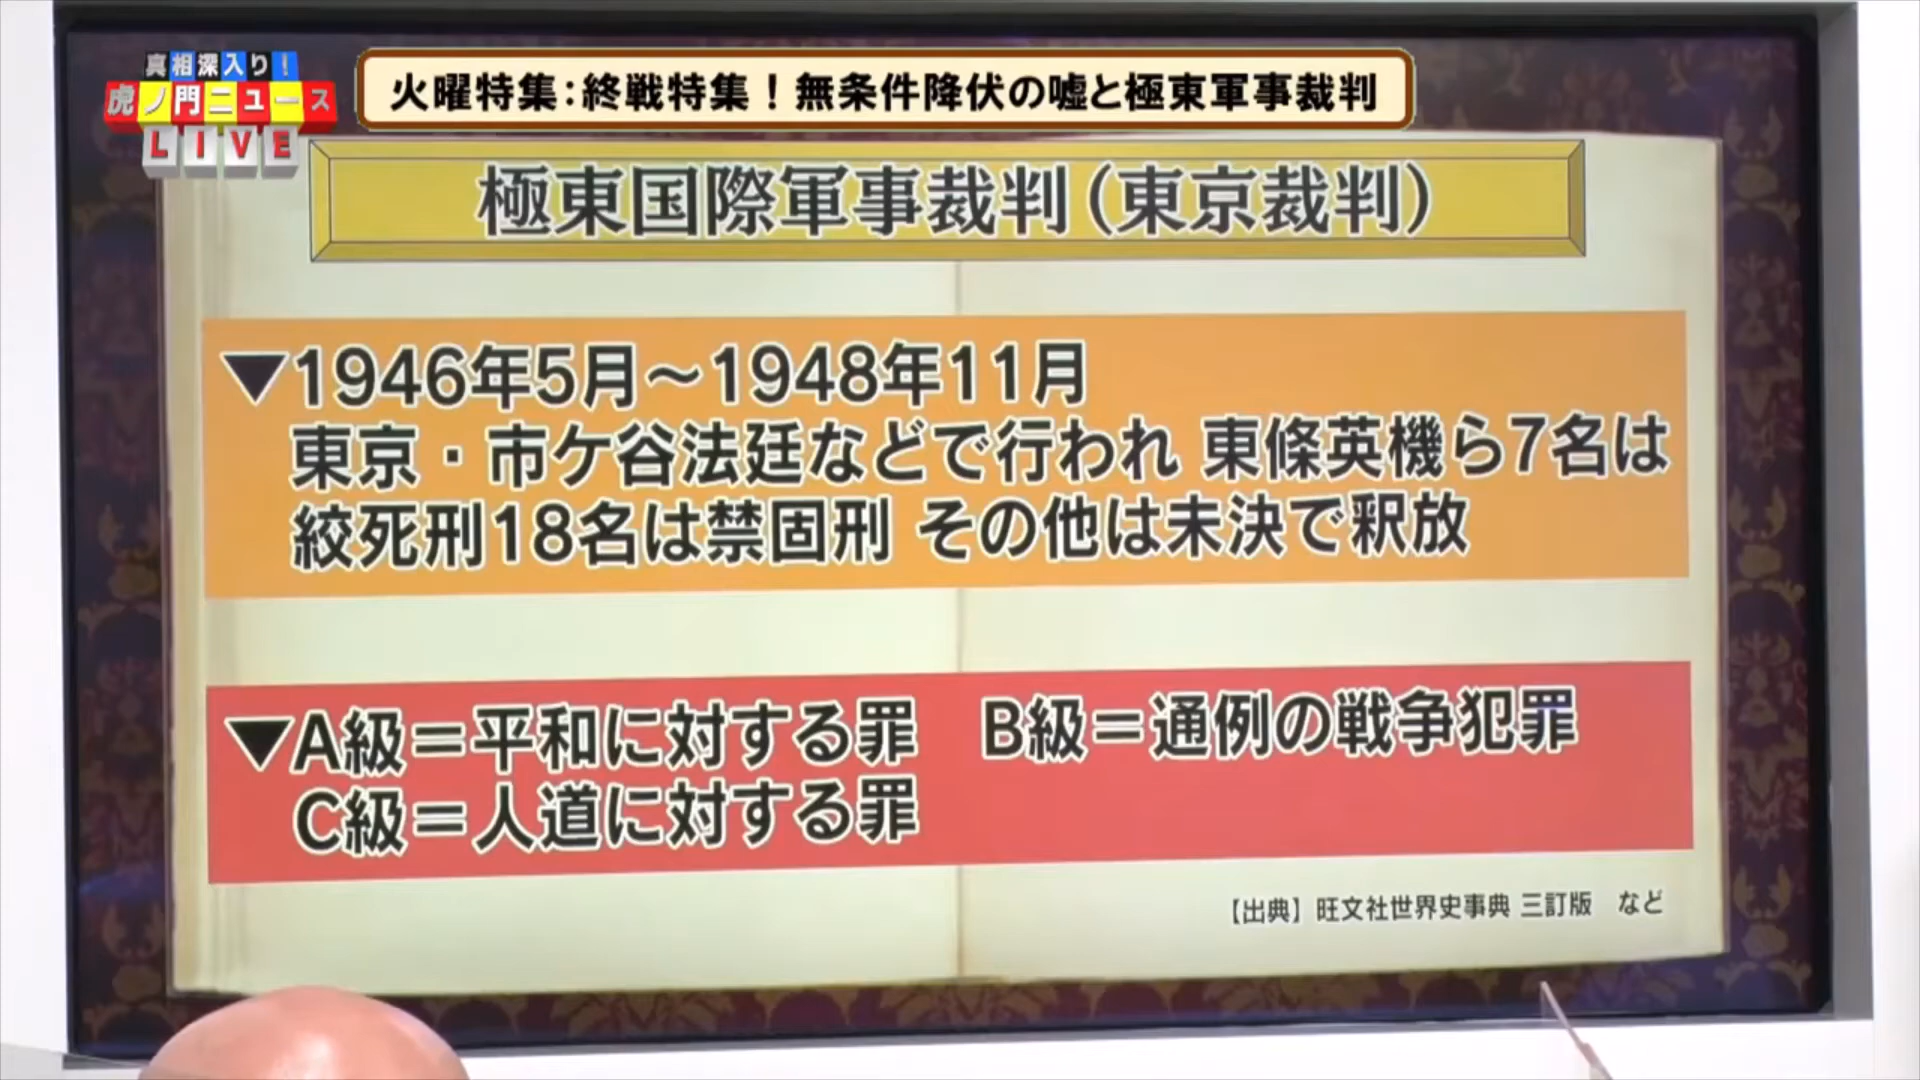 真相深入り!
虎ノ門ニュース
LIVE
火曜特集:終戦特集!無条件降伏の嘘と極東軍事裁判
極東国際軍事裁判(東京裁判)
▼1946年5月~1948年11月
東京・市ケ谷法廷などで行われ 東條英機ら7名は
絞死刑18名は禁固刑 その他は未決で釈放
▼A級=平和に対する罪 B級=通例の戦争犯罪
C級=人道に対する罪
【出典】旺文社世界史事典 三訂版 など